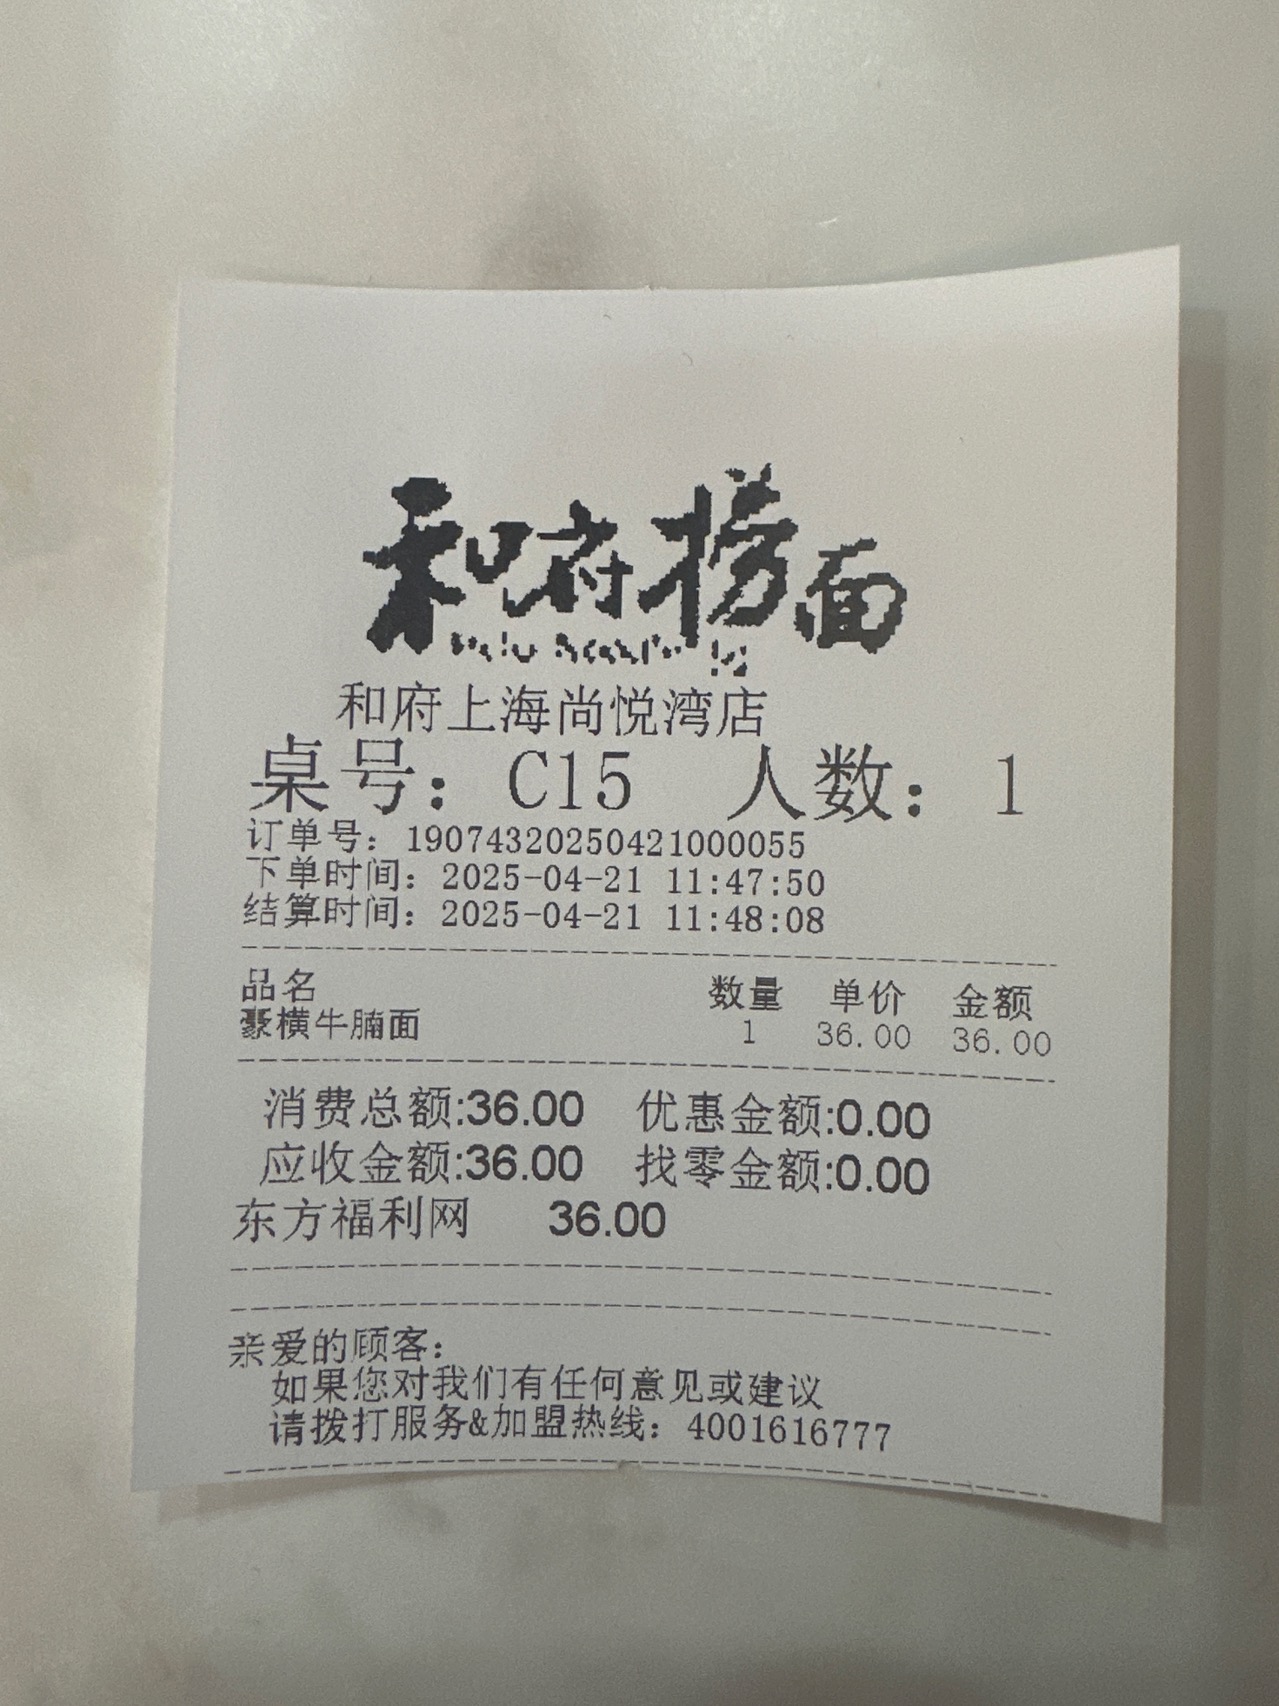 和府捞面
和府上海尚悦湾店
桌号：C15 人数：1
订单号：19074320250421000055
下单时间：2025-04-21 11:47:50
结算时间：2025-04-21 11:48:08
品名 数量 单价 金额
豪横牛腩面 1 36.00 36.00
消费总额:36.00 优惠金额:0.00
应收金额:36.00 找零金额:0.00
东方福利网 36.00
亲爱的顾客：
如果您对我们有任何意见或建议
请拨打服务&加盟热线：4001616777